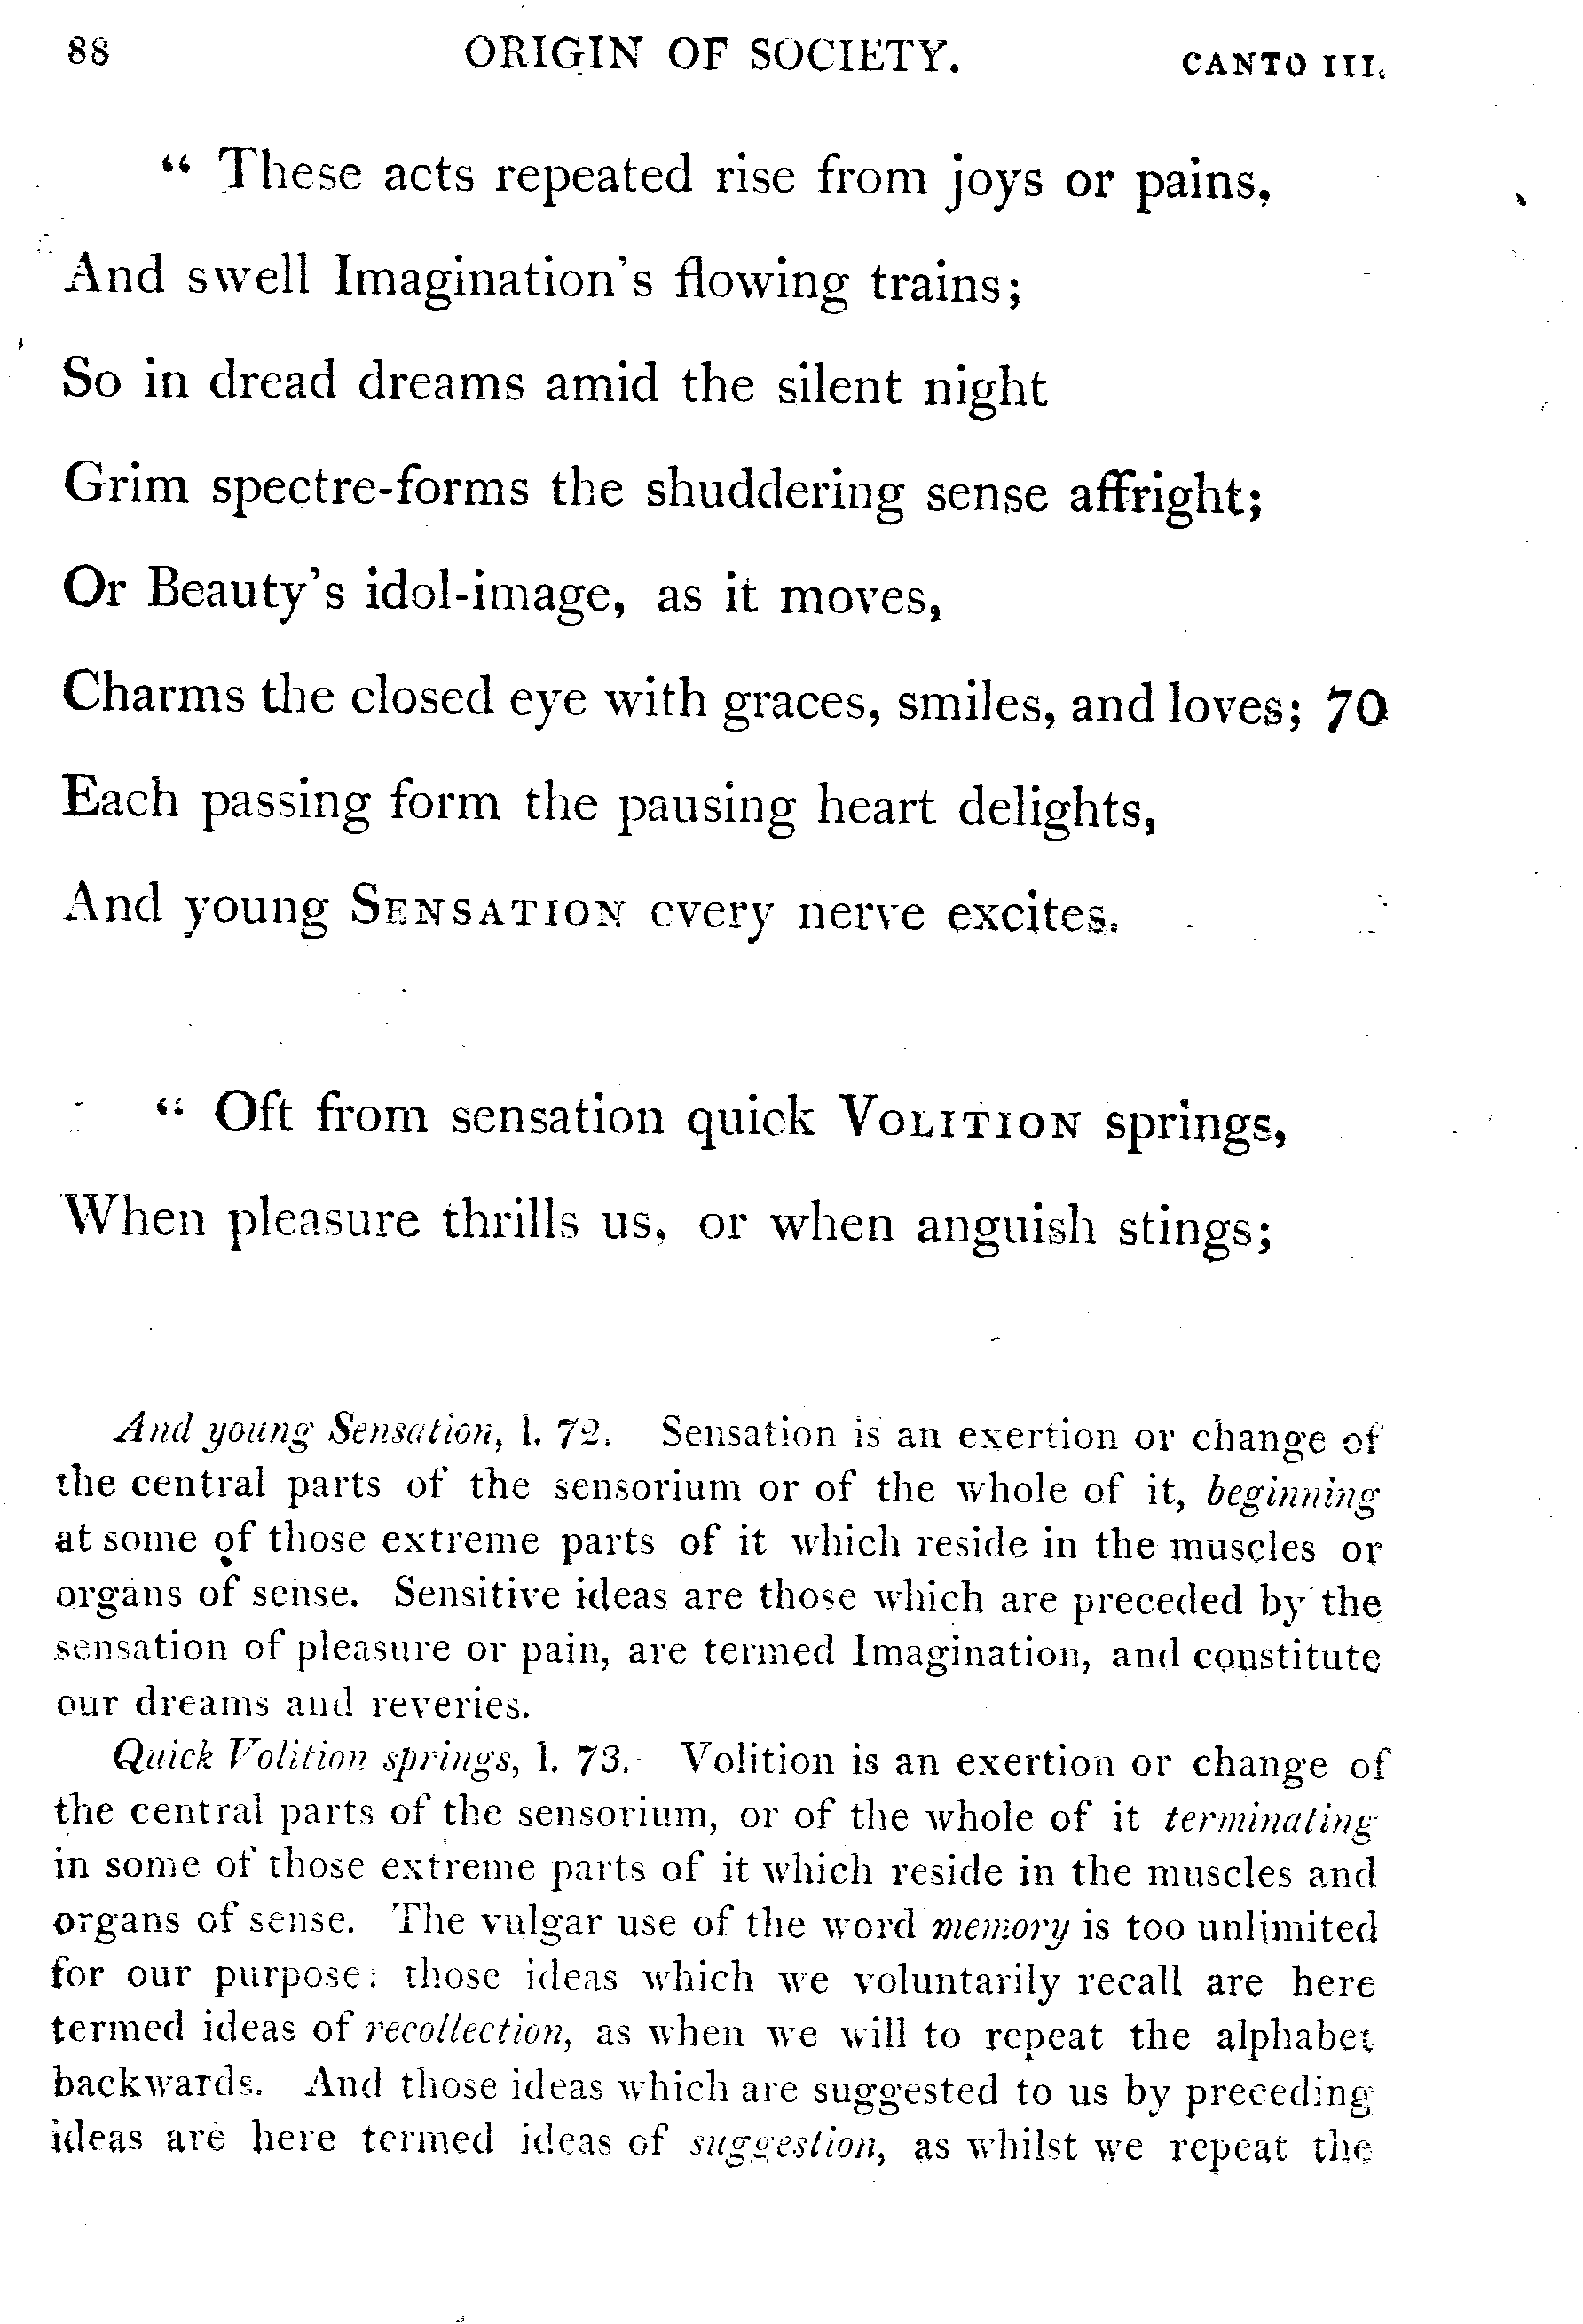 88 ORIGIN OF SOCIETY. CANTO III.
“ These acts repeated rise from joys or pains,
And swell Imagination's flowing trains;
So in dread dreams amid the silent night
Grim spectre-forms the shuddering sense affright;
Or Beauty's idol-image, as it moves,
Charms the closed eye with graces, smiles, and loves; 70
Each passing form the pausing heart delights,
And young SENSATION every nerve excites.
“ Oft from sensation quick VOLITION springs,
When pleasure thrills us, or when anguish stings;
And young Sensation, l. 72. Sensation is an exertion or change of
the central parts of the sensorium or of the whole of it, beginning
at some of those extreme parts of it which reside in the muscles or
organs of sense. Sensitive ideas are those which are preceded by the
sensation of pleasure or pain, are termed Imagination, and constitute
our dreams and reveries.
Quick Volition springs, l. 73. Volition is an exertion or change of
the central parts of the sensorium, or of the whole of it terminating
in some of those extreme parts of it which reside in the muscles and
organs of sense. The vulgar use of the word memory is too unlimited
for our purpose: those ideas which we voluntarily recall are here
termed ideas of recollection, as when we will to repeat the alphabet
backwards. And those ideas which are suggested to us by preceding
ideas are here termed ideas of suggestion, as whilst we repeat the